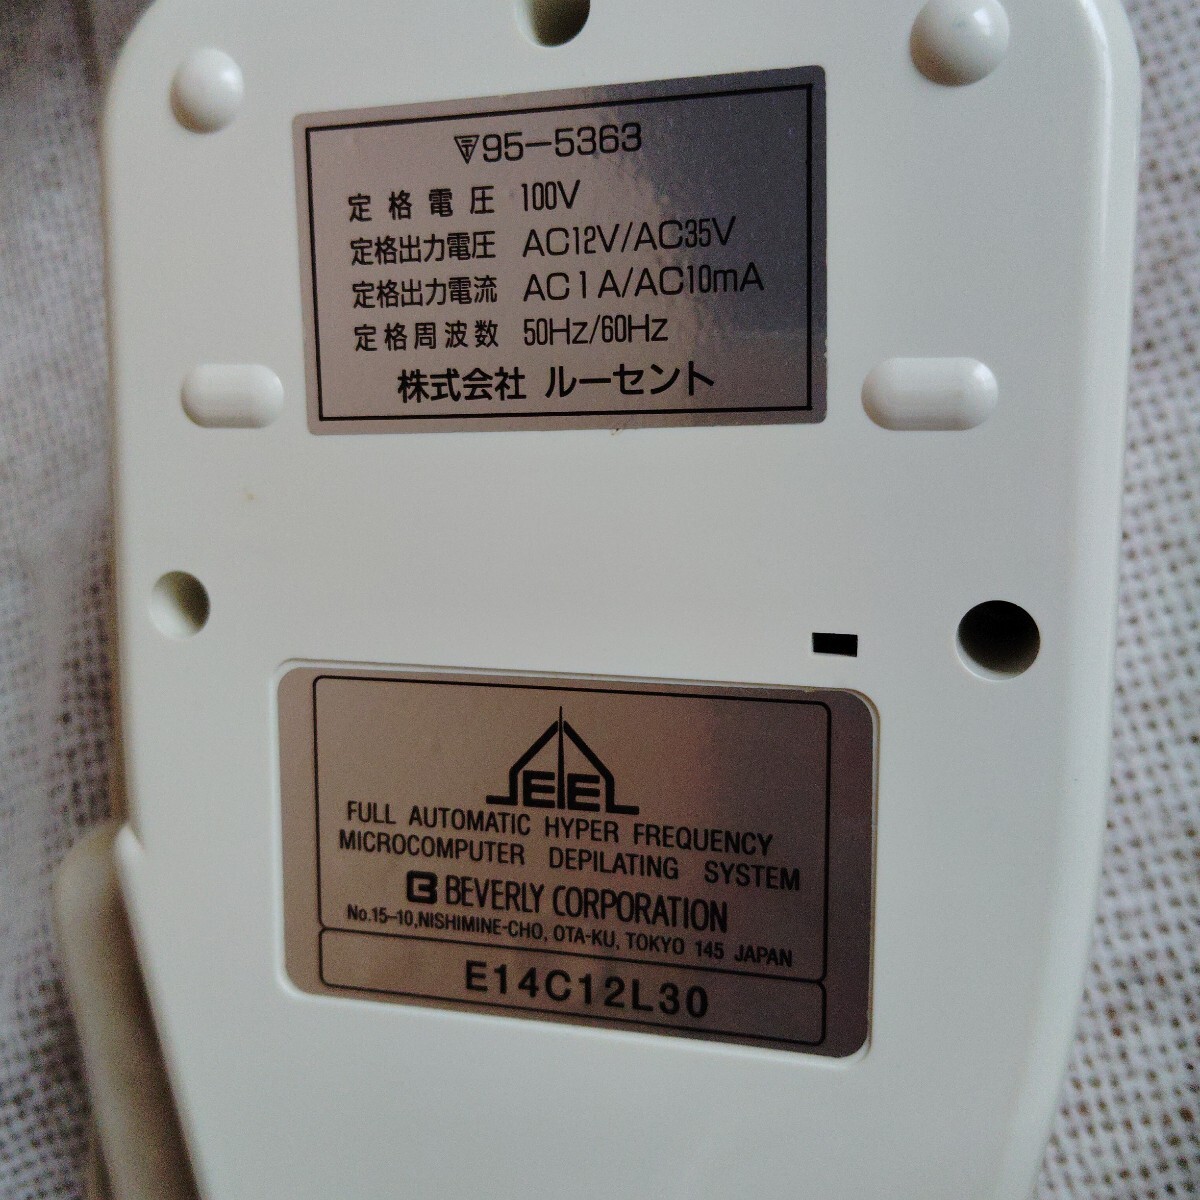 〒95-5363
定格電圧 100V
定格出力電圧 AC12V/AC35V
定格出力電流 AC1A/AC10mA
定格周波数 50Hz/60Hz
株式会社 ルーセント
FULL AUTOMATIC HYPER FREQUENCY
MICROCOMPUTER DEPILATING SYSTEM
B BEVERLY CORPORATION
No.15-10,NISHIMINE-CHO, OTA-KU, TOKYO 145 JAPAN
E14C12L30